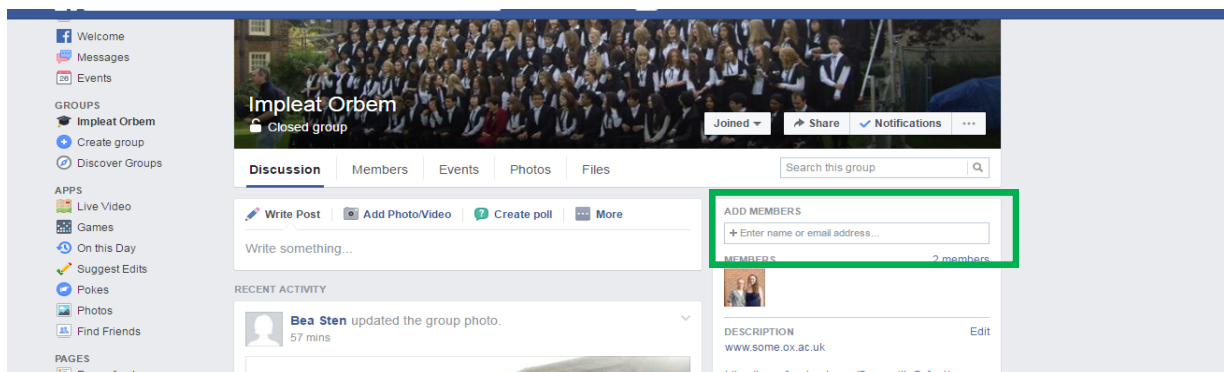 Welcome
Messages
26 Events
GROUPS
Impleat Orbem
Create group
Discover Groups
APPS
Live Video
Games
On this Day
Suggest Edits
Pokes
Photos
Find Friends
PAGES
Impleat Orbem
Closed group
Joined
Share
Notifications
Discussion Members Events Photos Files
Search this group
Write Post Add Photo/Video Create poll More
Write something...
RECENT ACTIVITY
Bea Sten updated the group photo.
57 mins
ADD MEMBERS
+ Enter name or email address...
MEMBERS 2 members
DESCRIPTION Edit
www.some.ox.ac.uk